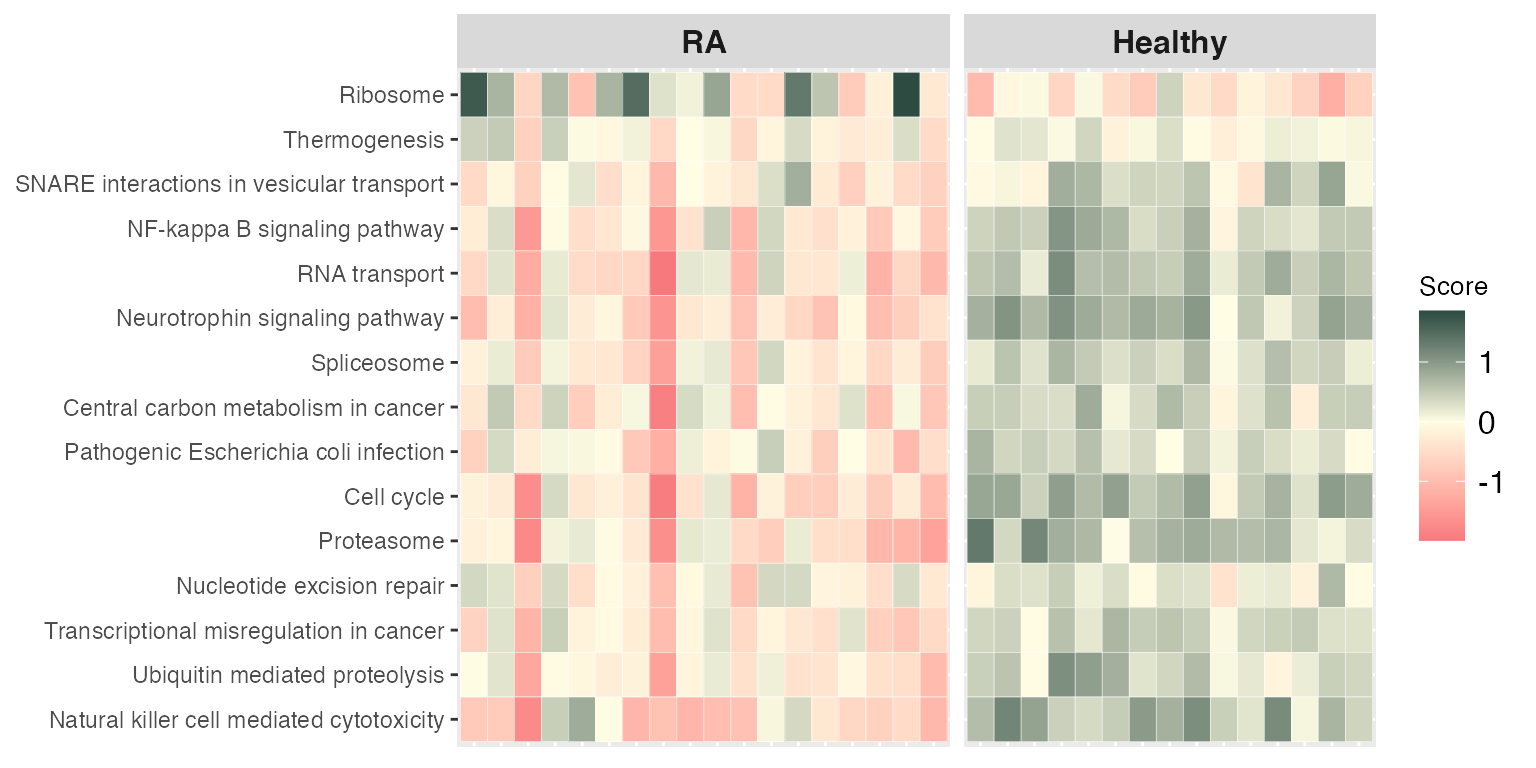 RA
Healthy
Ribosome
Thermogenesis
SNARE interactions in vesicular transport
NF-kappa B signaling pathway
RNA transport
Neurotrophin signaling pathway
Spliceosome
Central carbon metabolism in cancer
Pathogenic Escherichia coli infection
Cell cycle
Proteasome
Nucleotide excision repair
Transcriptional misregulation in cancer
Ubiquitin mediated proteolysis
Natural killer cell mediated cytotoxicity
Score
1
0
-1